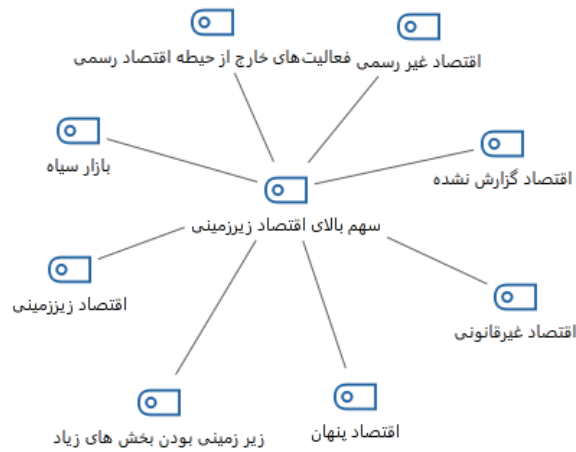 اقتصاد غیر رسمی
فعالیت‌های خارج از حیطه اقتصاد رسمی
بازار سیاه
اقتصاد گزارش نشده
سهم بالای اقتصاد زیرزمینی
اقتصاد زیززمینی
اقتصاد غیرقانونی
اقتصاد پنهان
زیر زمینی بودن بخش های زیاد